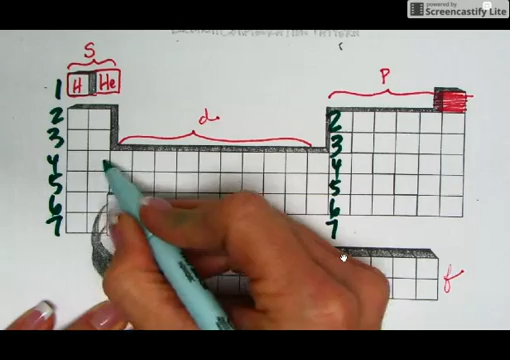 powered by
Screencastify Lite
S
P
1 H He
2 2
3 d 3
4 4
5 5
6 6
7 7
f